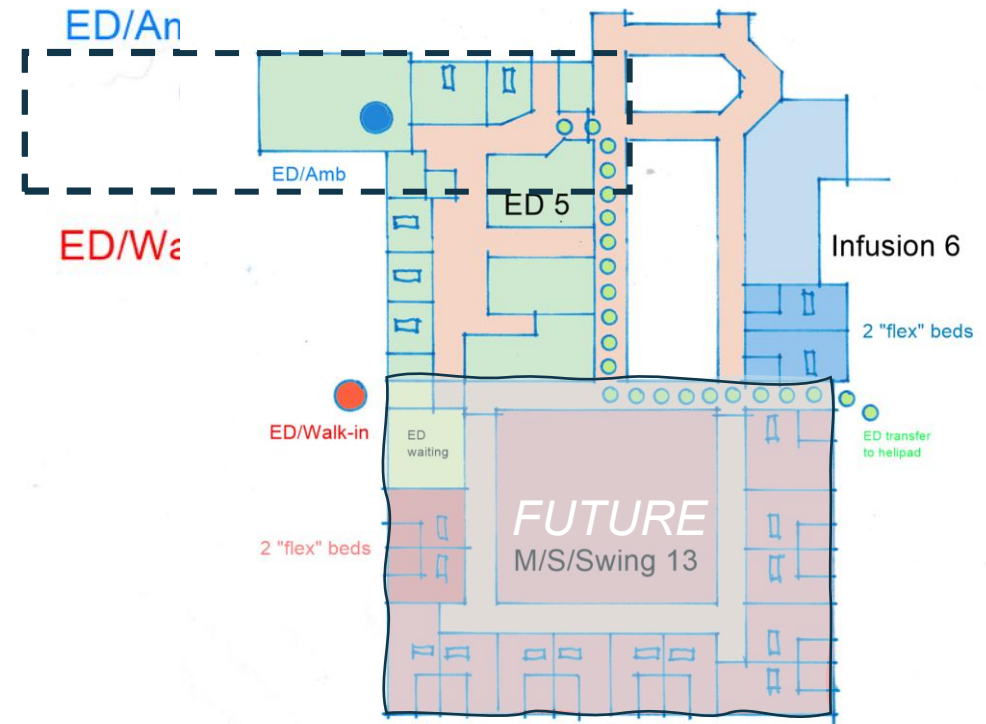 ED/Am
ED/Amb
ED 5
ED/Wa
Infusion 6
2 "flex" beds
ED/Walk-in
ED
waiting
ED transfer
to helipad
FUTURE
M/S/Swing 13
2 "flex" beds